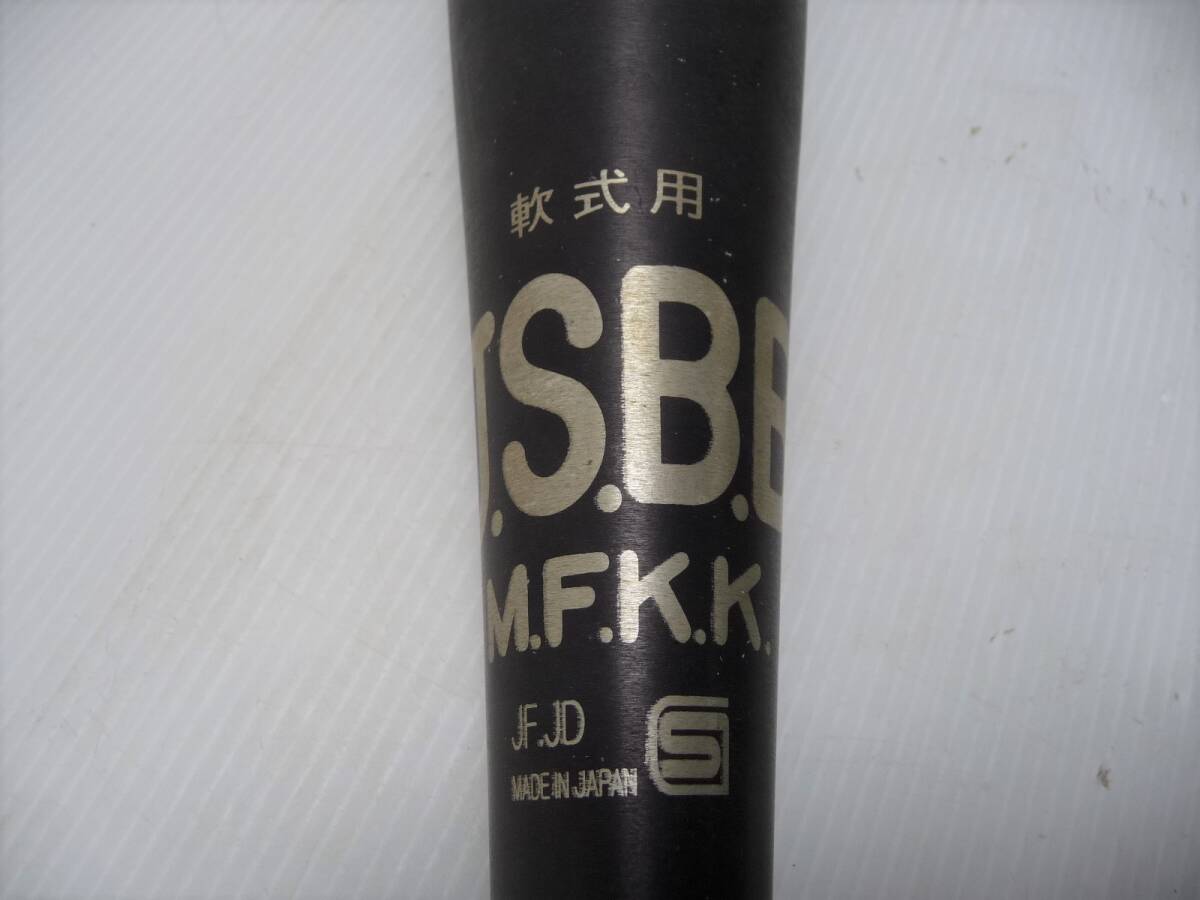 軟式用
J.S.B.B
M.F.K.K.
JF.JD
MADE IN JAPAN
S